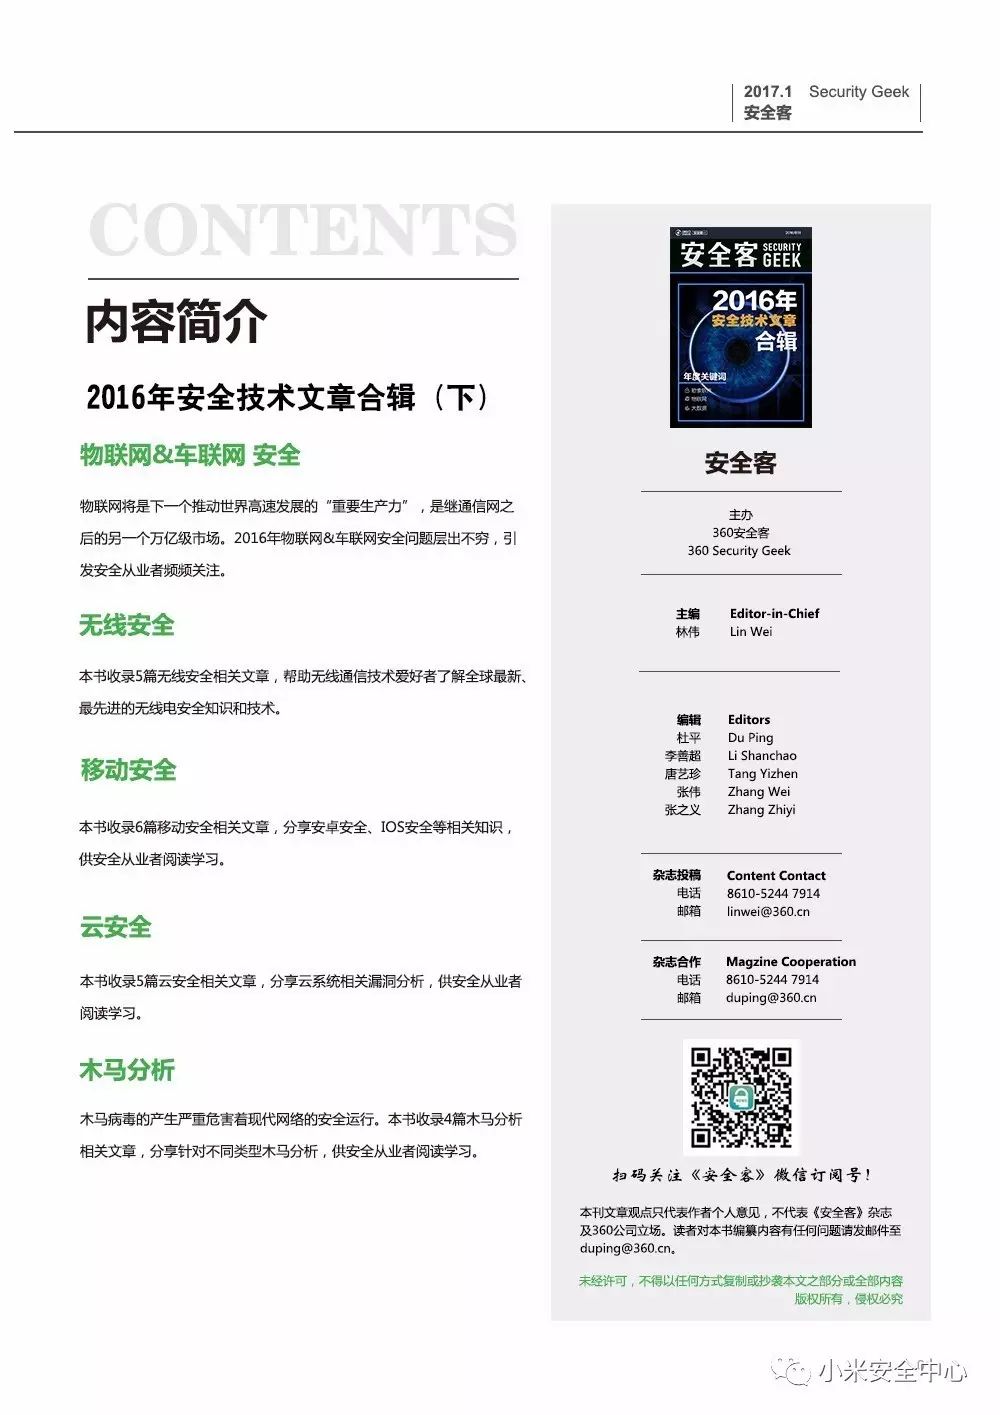 2017.1 Security Geek
安全客
CONTENTS
内容简介
2016年安全技术文章合辑（下）
物联网&车联网 安全
物联网将是下一个推动世界高速发展的“重要生产力”，是继通信网之
后的另一个万亿级市场。2016年物联网&车联网安全问题层出不穷，引
发安全从业者频频关注。
无线安全
本书收录5篇无线安全相关文章，帮助无线通信技术爱好者了解全球最新、
最先进的无线电安全知识和技术。
移动安全
本书收录6篇移动安全相关文章，分享安卓安全、IOS安全等相关知识，
供安全从业者阅读学习。
云安全
本书收录5篇云安全相关文章，分享云系统相关漏洞分析，供安全从业者
阅读学习。
木马分析
木马病毒的产生严重危害着现代网络的安全运行。本书收录4篇木马分析
相关文章，分享针对不同类型木马分析，供安全从业者阅读学习。
安全客 SECURITY GEEK
2016年
安全技术文章
合辑
年度关键词
物联网
大数据
安全客
主办
360安全客
360 Security Geek
主编 Editor-in-Chief
林伟 Lin Wei
编辑 Editors
杜平 Du Ping
李善超 Li Shanchao
唐艺珍 Tang Yizhen
张伟 Zhang Wei
张之义 Zhang Zhiyi
杂志投稿 Content Contact
电话 8610-5244 7914
邮箱 linwei@360.cn
杂志合作 Magzine Cooperation
电话 8610-5244 7914
邮箱 duping@360.cn
扫码关注《安全客》微信订阅号！
本刊文章观点只代表作者个人意见，不代表《安全客》杂志
及360公司立场。读者对本书编纂内容有任何问题请发邮件至
duping@360.cn。
未经许可，不得以任何方式复制或抄袭本文之部分或全部内容
版权所有，侵权必究
小米安全中心